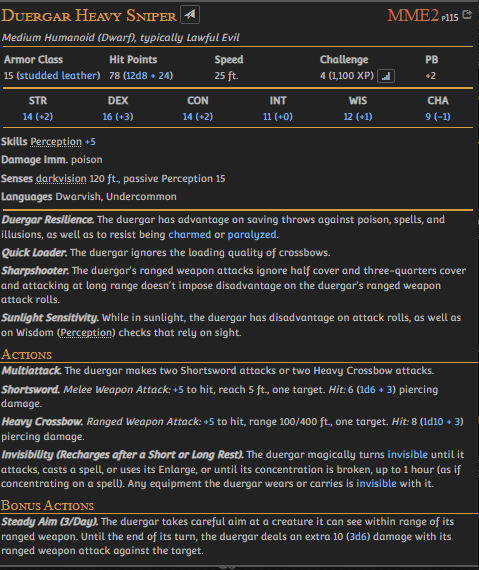 Duergar Heavy Sniper MME2 p115
Medium Humanoid (Dwarf), typically Lawful Evil
Armor Class Hit Points Speed Challenge PB
15 (studded leather) 78 (12d8 + 24) 25 ft. 4 (1,100 XP) +2
STR DEX CON INT WIS CHA
14 (+2) 16 (+3) 14 (+2) 11 (+0) 12 (+1) 9 (−1)
Skills Perception +5
Damage Imm. poison
Senses darkvision 120 ft., passive Perception 15
Languages Dwarvish, Undercommon
Duergar Resilience. The duergar has advantage on saving throws against poison, spells, and
illusions, as well as to resist being charmed or paralyzed.
Quick Loader. The duergar ignores the loading quality of crossbows.
Sharpshooter. The duergar's ranged weapon attacks ignore half cover and three-quarters cover
and attacking at long range doesn't impose disadvantage on the duergar's ranged weapon
attack rolls.
Sunlight Sensitivity. While in sunlight, the duergar has disadvantage on attack rolls, as well as
on Wisdom (Perception) checks that rely on sight.
Actions
Multiattack. The duergar makes two Shortsword attacks or two Heavy Crossbow attacks.
Shortsword. Melee Weapon Attack: +5 to hit, reach 5 ft., one target. Hit: 6 (1d6 + 3) piercing
damage.
Heavy Crossbow. Ranged Weapon Attack: +5 to hit, range 100/400 ft., one target. Hit: 8 (1d10 + 3)
piercing damage.
Invisibility (Recharges after a Short or Long Rest). The duergar magically turns invisible until it
attacks, casts a spell, or uses its Enlarge, or until its concentration is broken, up to 1 hour (as if
concentrating on a spell). Any equipment the duergar wears or carries is invisible with it.
Bonus Actions
Steady Aim (3/Day). The duergar takes careful aim at a creature it can see within range of its
ranged weapon. Until the end of its turn, the duergar deals an extra 10 (3d6) damage with its
ranged weapon attack against the target.